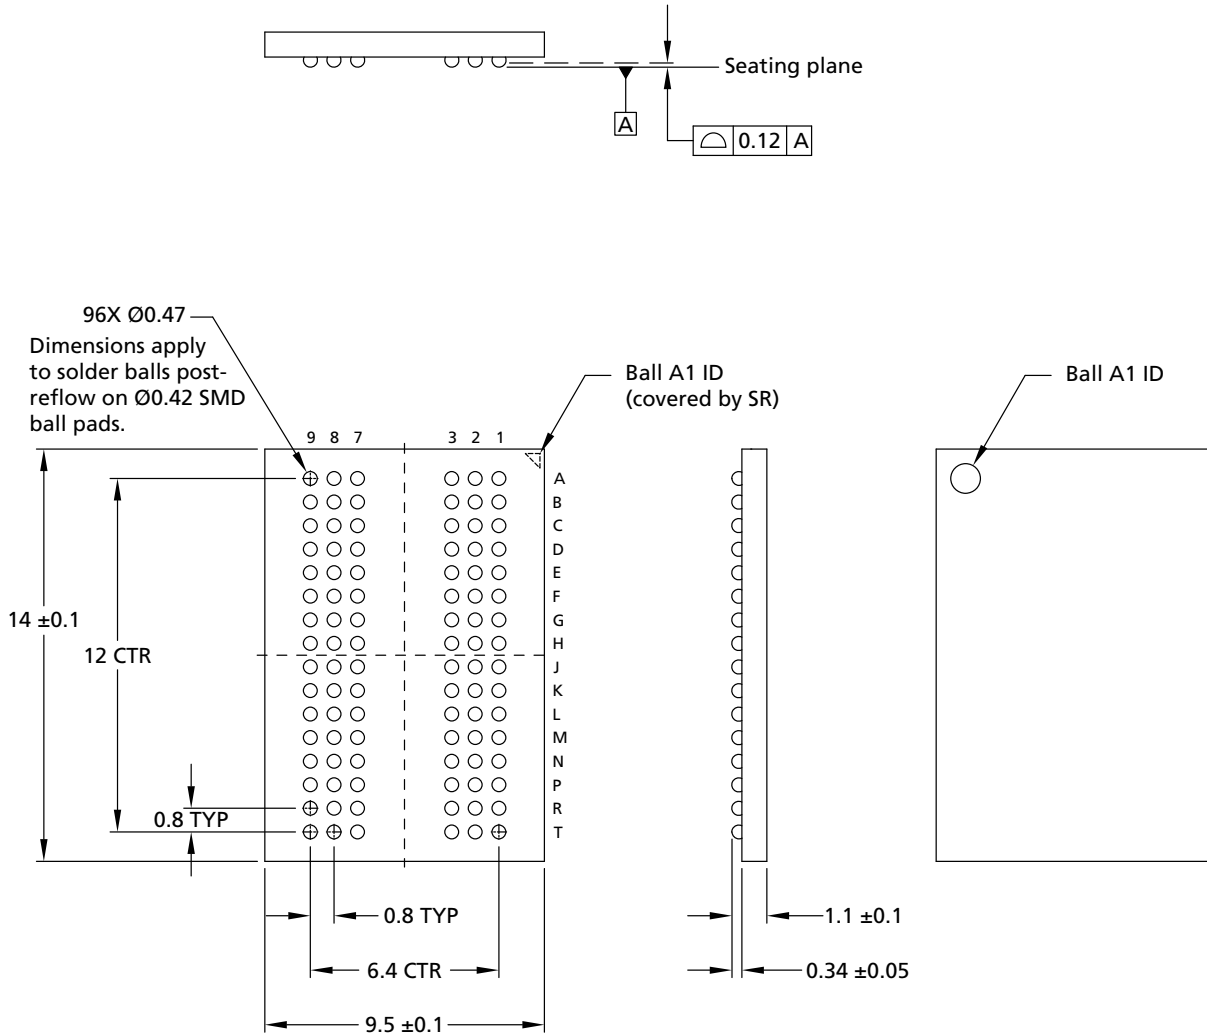 Seating plane
A
0.12 A
96X Ø0.47
Dimensions apply
to solder balls post-
reflow on Ø0.42 SMD
ball pads.
Ball A1 ID
(covered by SR)
Ball A1 ID
9 8 7 3 2 1
A
B
C
D
E
F
G
H
J
K
L
M
N
P
R
T
14 ±0.1
12 CTR
0.8 TYP
0.8 TYP
1.1 ±0.1
6.4 CTR
0.34 ±0.05
9.5 ±0.1